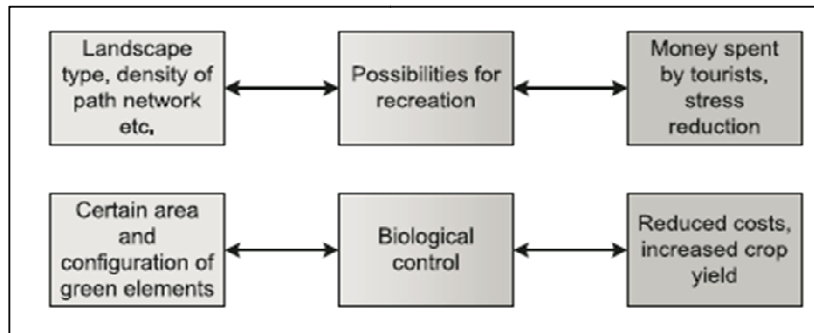 Landscape
type, density of
path network
etc.
Possibilities for
recreation
Money spent
by tourists,
stress
reduction
Certain area
and
configuration of
green elements
Biological
control
Reduced costs,
increased crop
yield